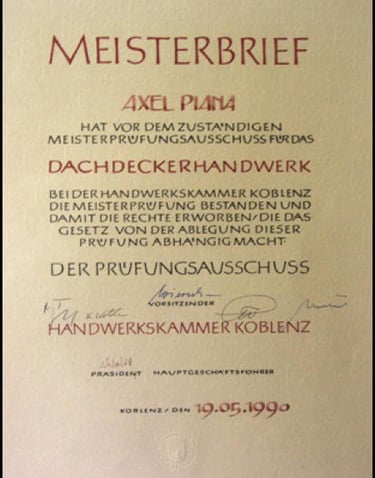 MEISTERBRIEF
AXEL PIANA
HAT VOR DEM ZUSTÄNDIGEN
MEISTERPRÜFUNGSAUSSCHUSS FÜR DAS
DACHDECKERHANDWERK
BEI DER HANDWERKSKAMMER KOBLENZ
DIE MEISTERPRÜFUNG BESTANDEN UND
DAMIT DIE RECHTE ERWORBEN/DIE DAS
GESETZ VON DER ABLEGUNG DIESER
PRÜFUNG ABHÄNGIG MACHT·
DER PRÜFUNGSAUSSCHUSS
VORSITZENDER
HANDWERKSKAMMER KOBLENZ
PRÄSIDENT HAUPTGESCHÄFTSFÜHRER
KOBLENZ/DEN 19.05.1990